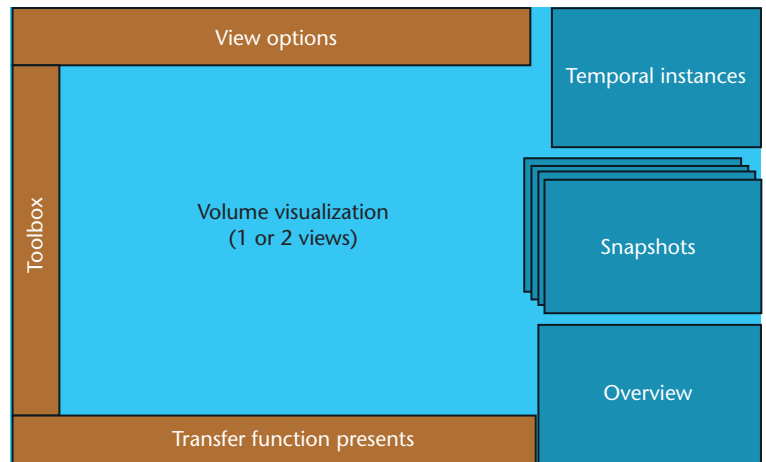 View options
Temporal instances
Toolbox
Volume visualization
(1 or 2 views)
Snapshots
Overview
Transfer function presents